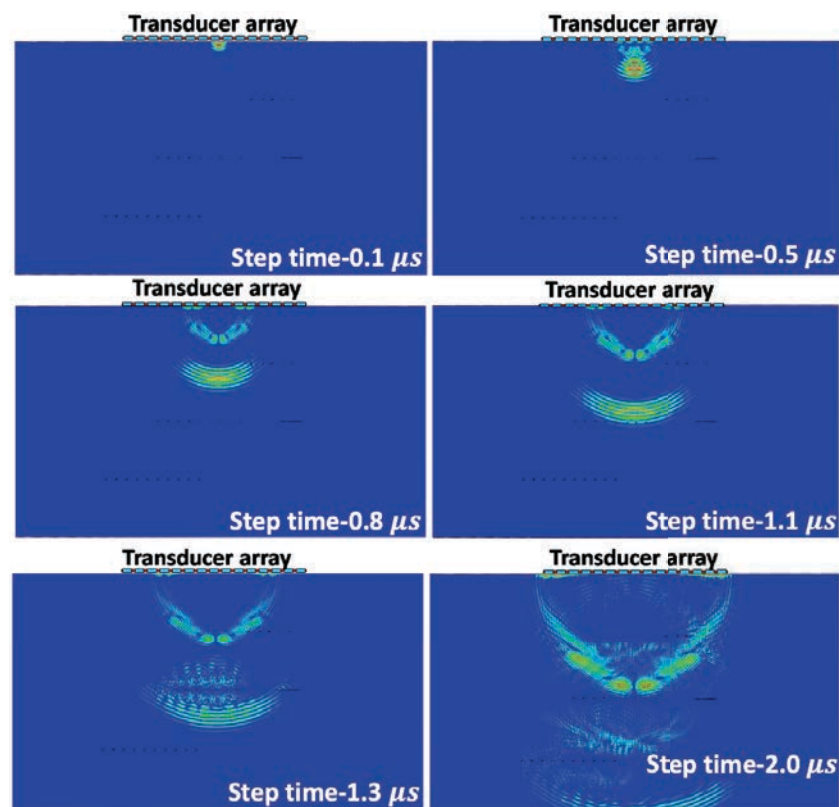 Transducer array
Transducer array
Step time-0.1 μs
Step time-0.5 μs
Transducer array
Transducer array
Step time-0.8 μs
Step time-1.1 μs
Transducer array
Transducer array
Step time-1.3 μs
Step time-2.0 μs